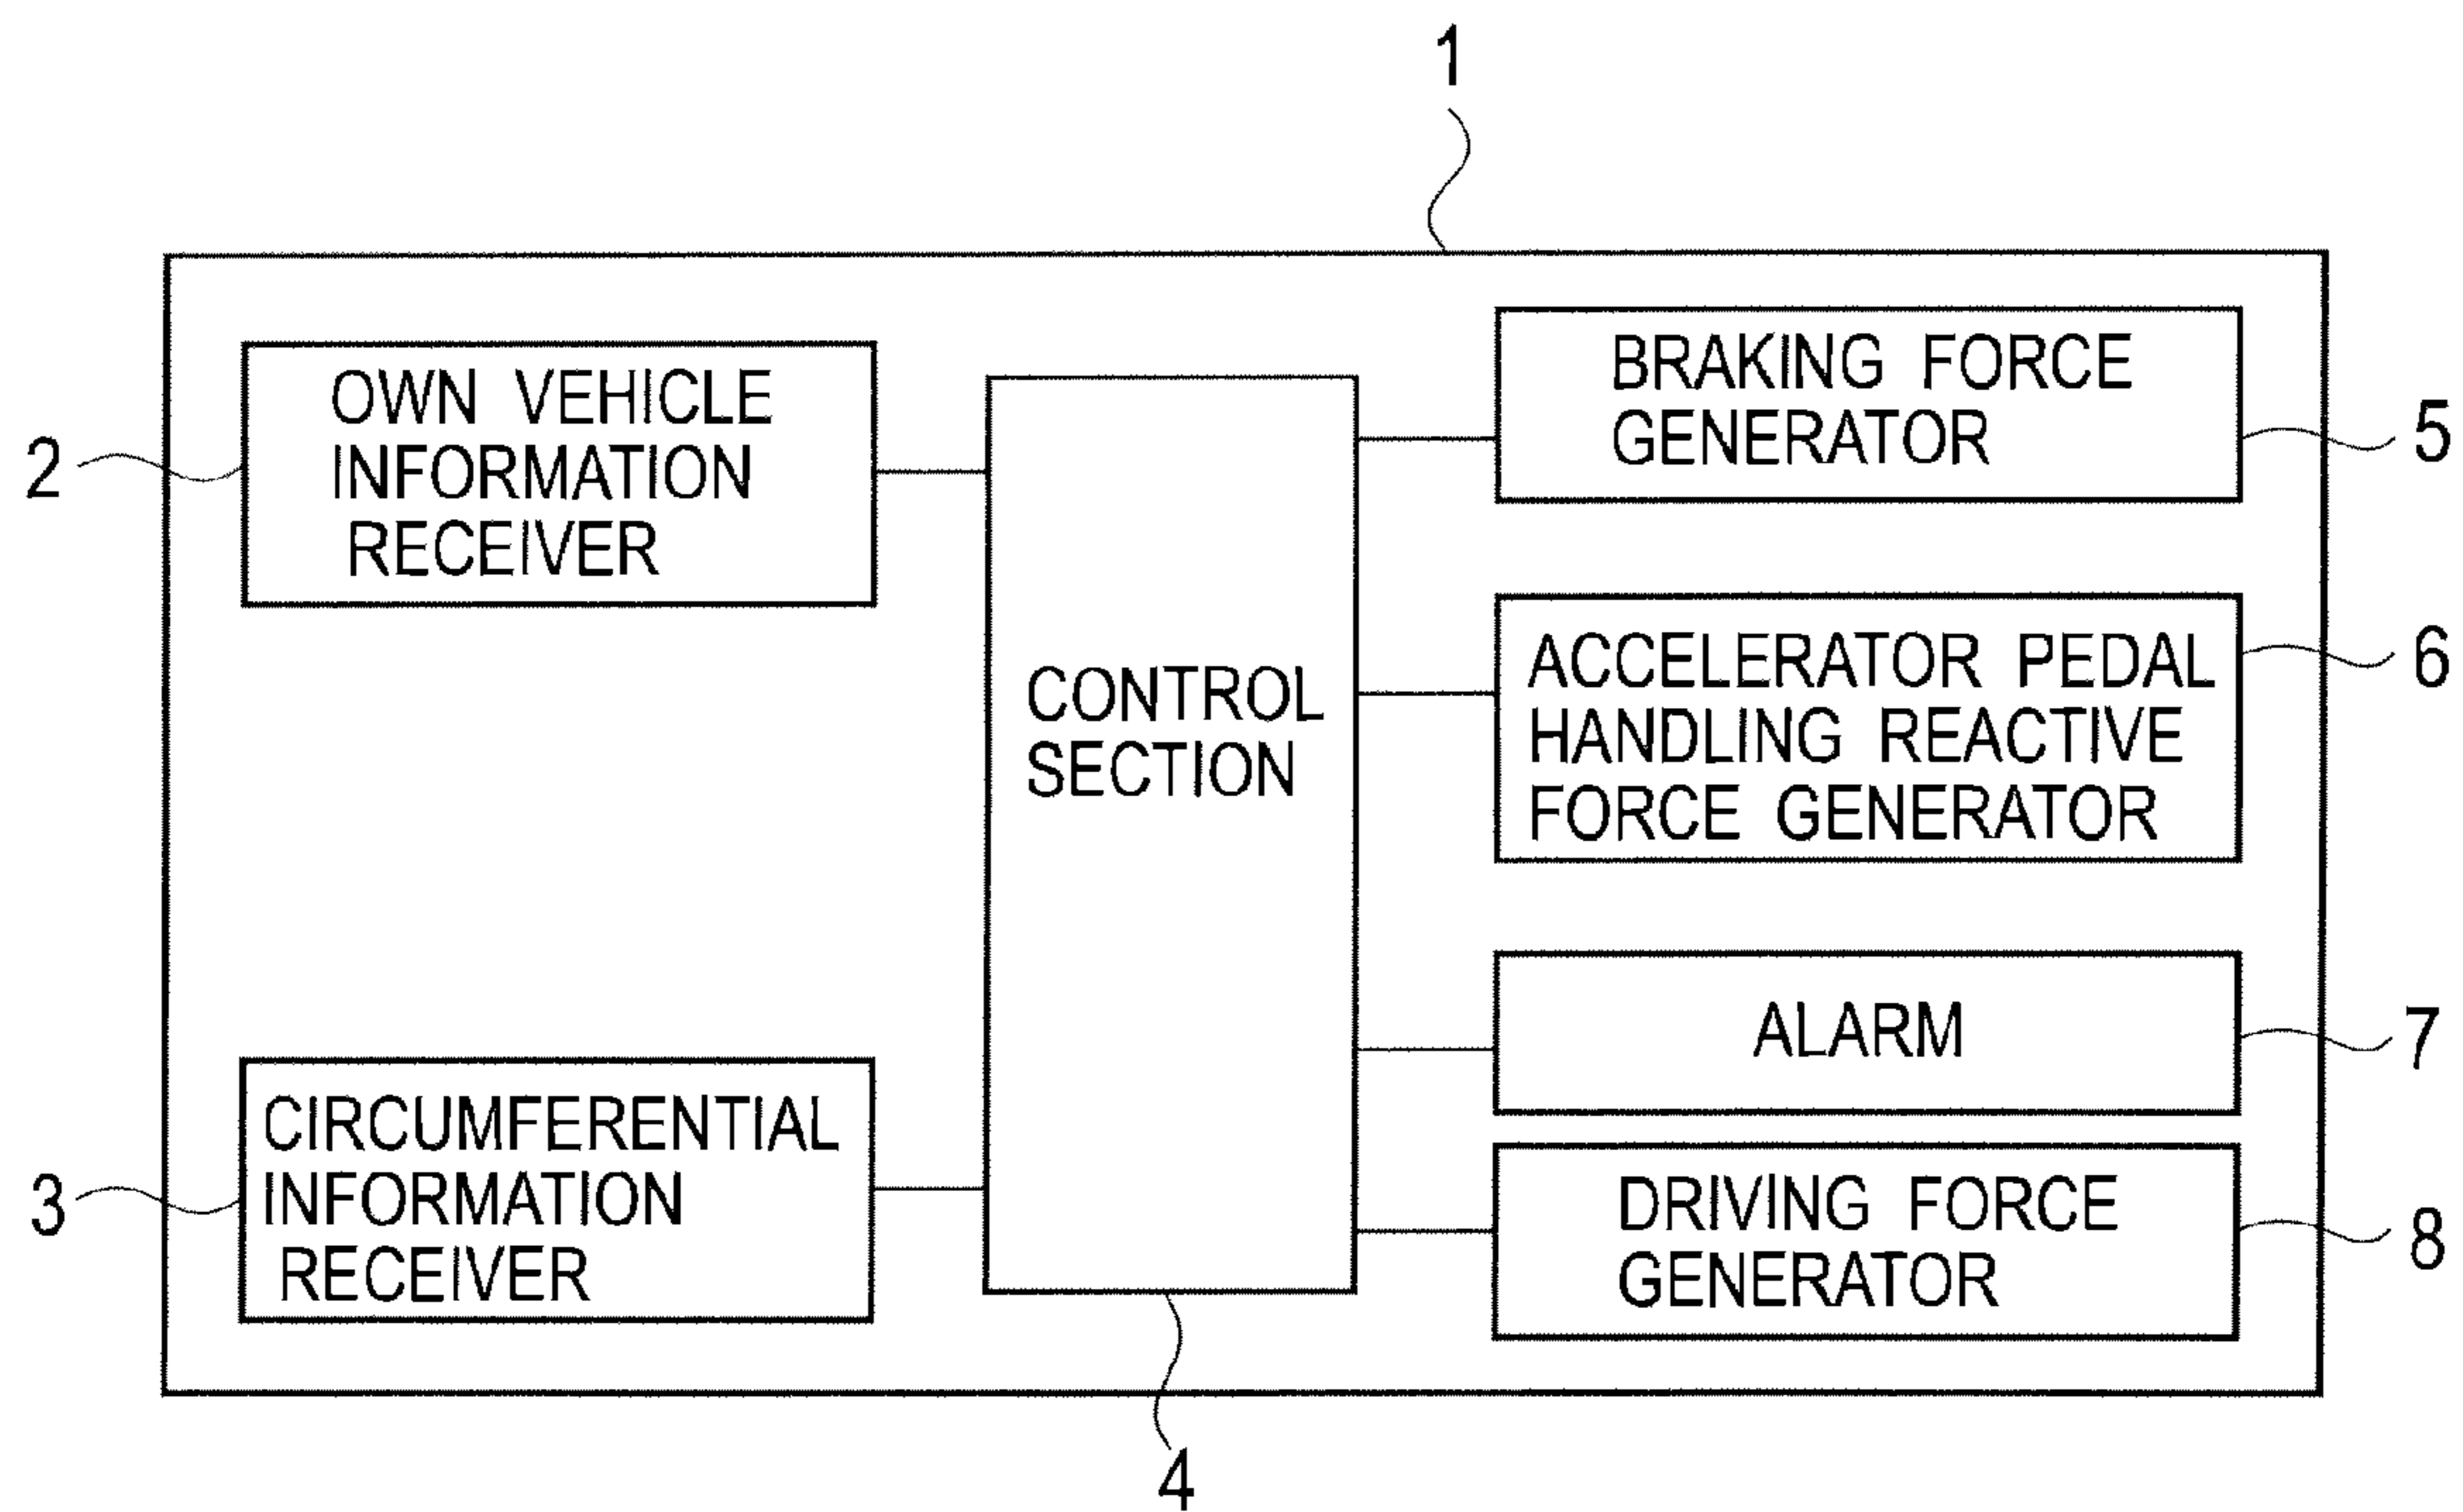 1
OWN VEHICLE
INFORMATION
RECEIVER
2
CIRCUMFERENTIAL
INFORMATION
RECEIVER
3
CONTROL
SECTION
4
BRAKING FORCE
GENERATOR
5
ACCELERATOR PEDAL
HANDLING REACTIVE
FORCE GENERATOR
6
ALARM
7
DRIVING FORCE
GENERATOR
8